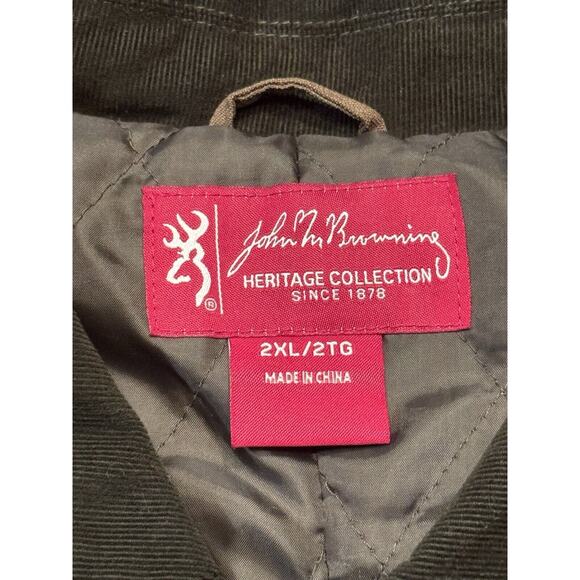 John M Browning
HERITAGE COLLECTION
SINCE 1878
®
2XL/2TG
MADE IN CHINA